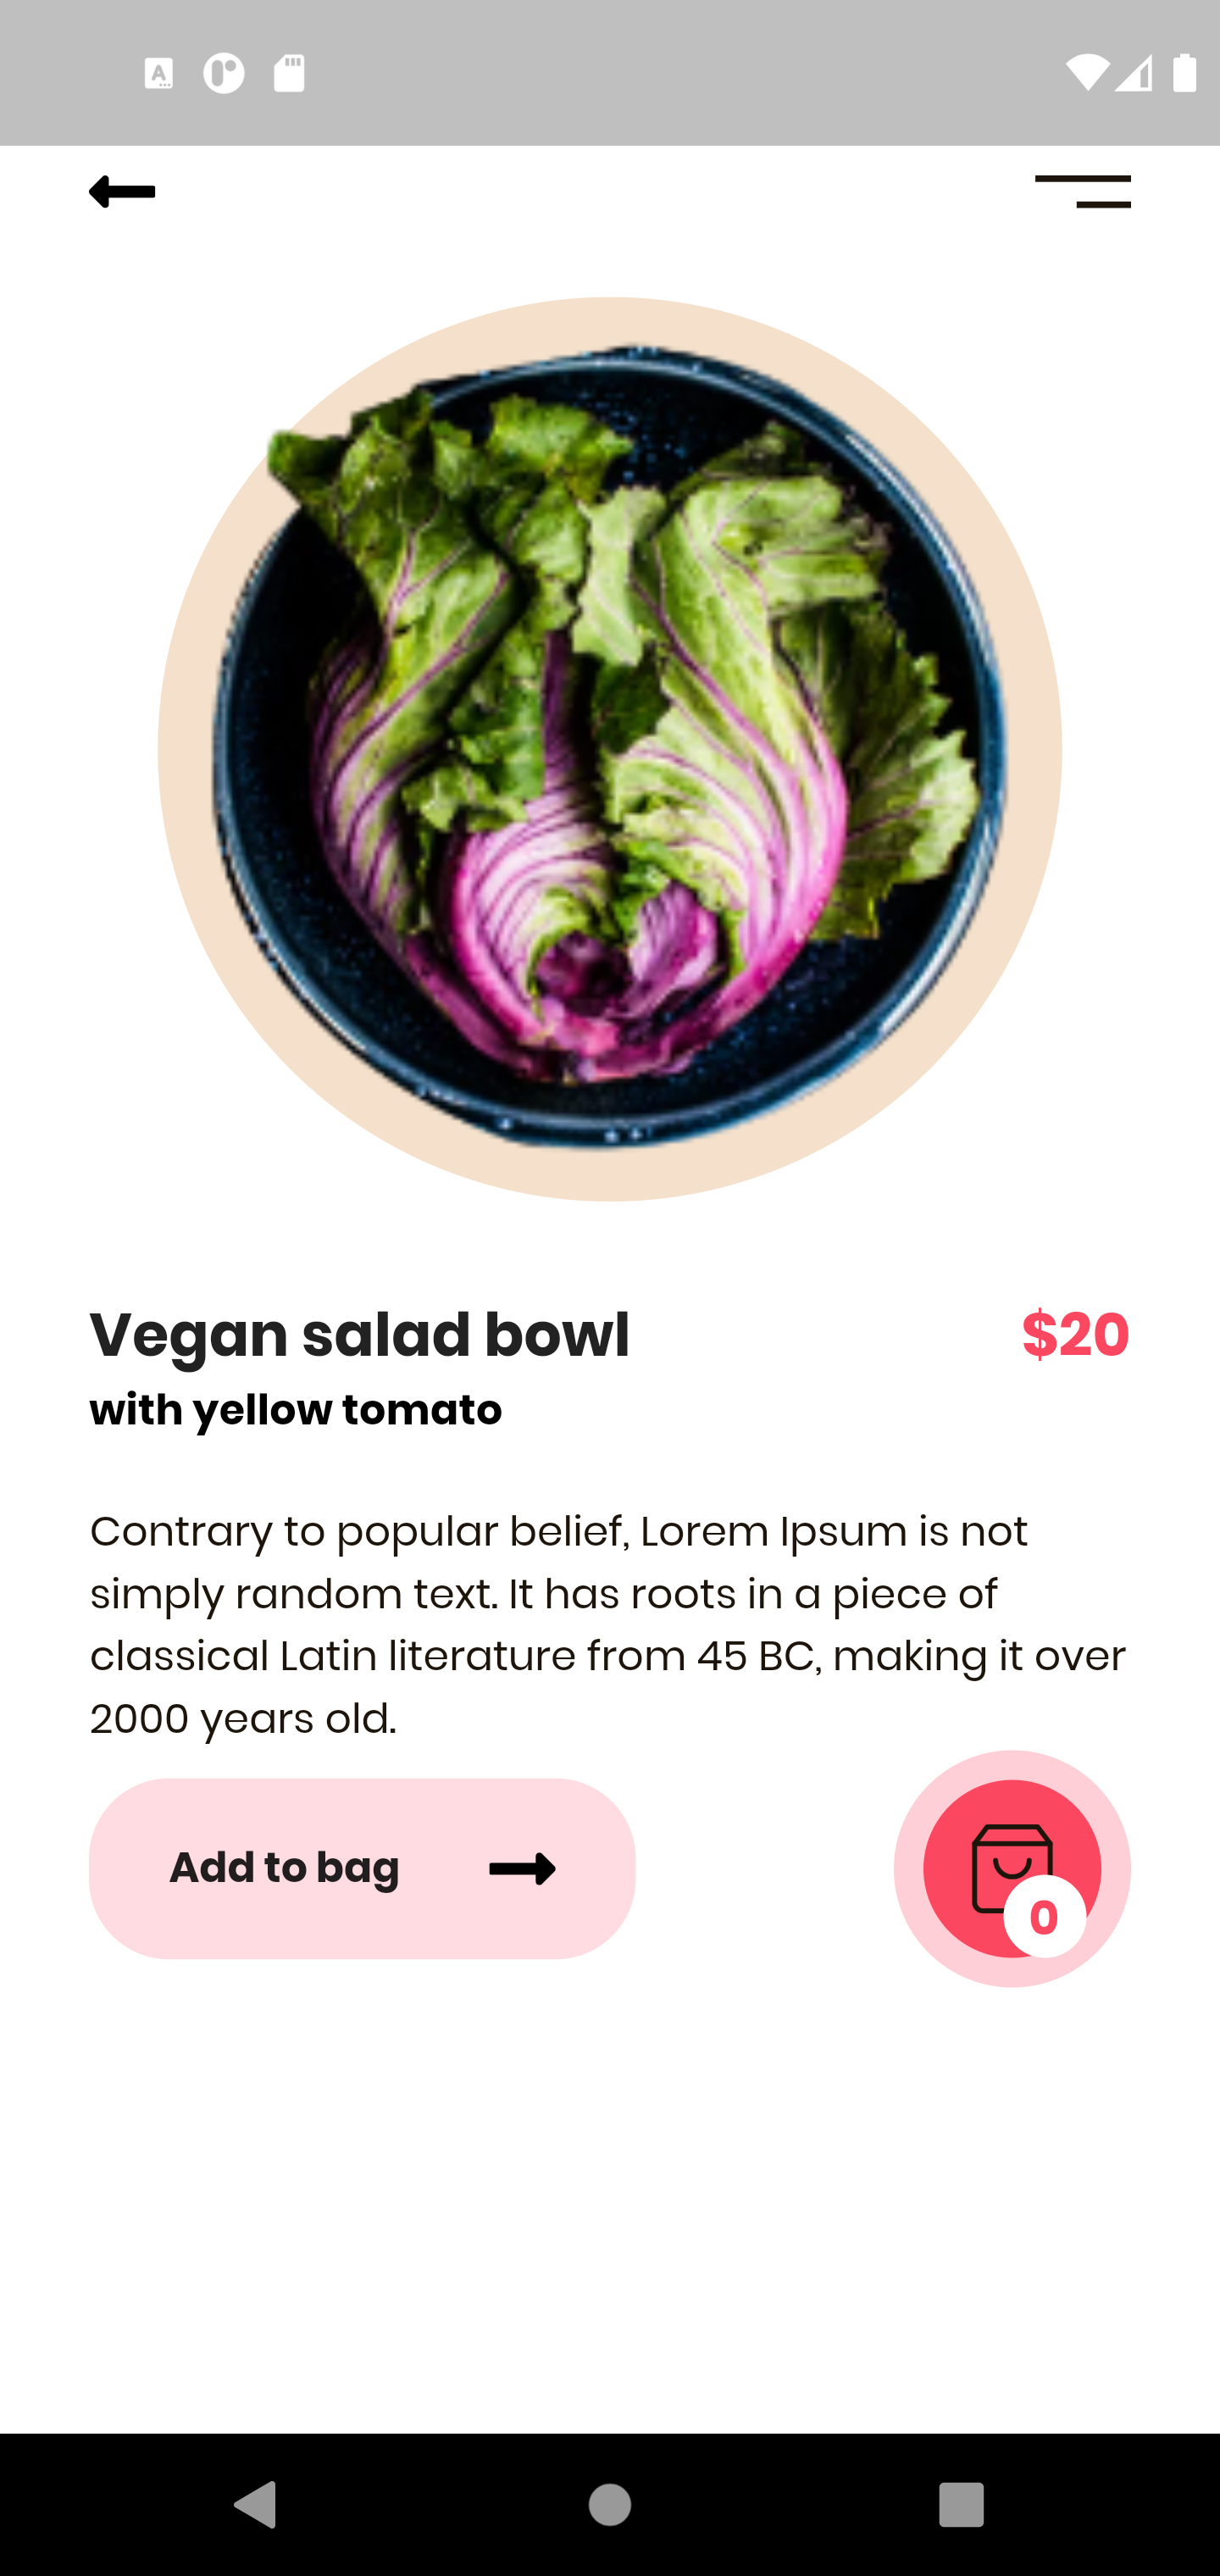 Vegan salad bowl
$20
with yellow tomato
Contrary to popular belief, Lorem Ipsum is not
simply random text. It has roots in a piece of
classical Latin literature from 45 BC, making it over
2000 years old.
Add to bag
0